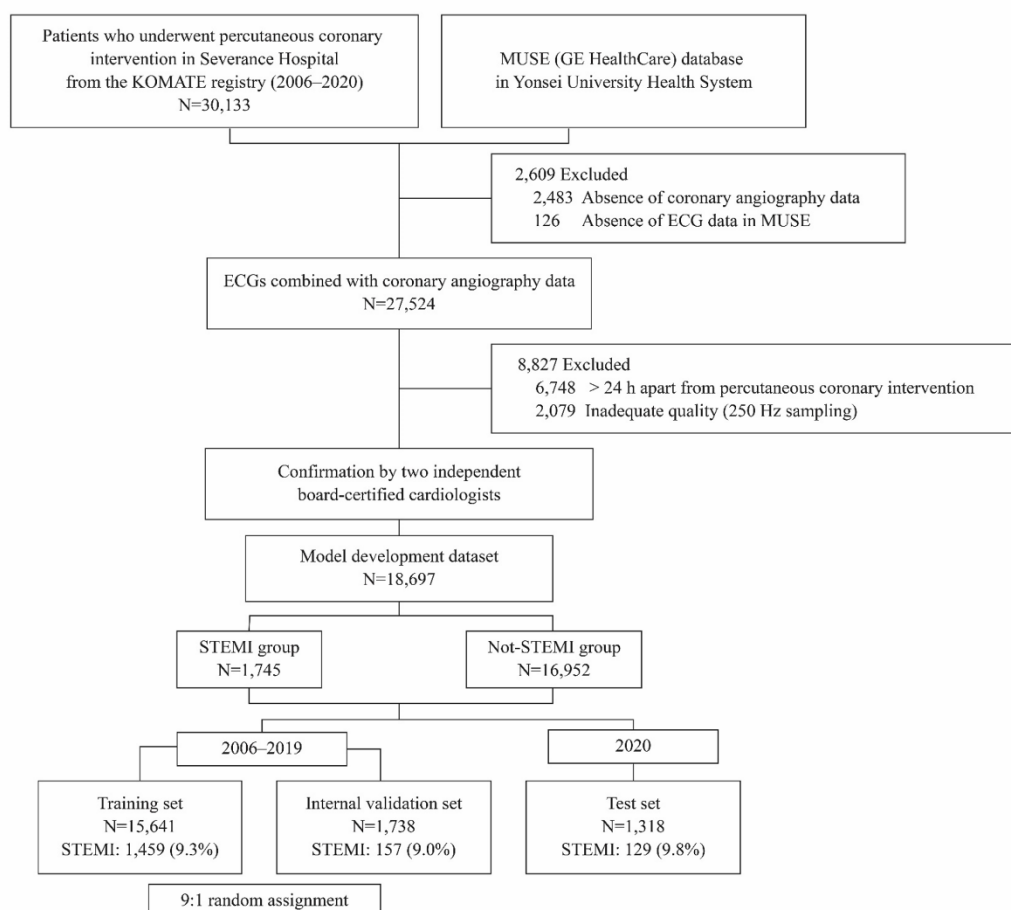 Patients who underwent percutaneous coronary
intervention in Severance Hospital
from the KOMATE registry (2006–2020)
N=30,133
MUSE (GE HealthCare) database
in Yonsei University Health System
2,609 Excluded
2,483 Absence of coronary angiography data
126 Absence of ECG data in MUSE
ECGs combined with coronary angiography data
N=27,524
8,827 Excluded
6,748 > 24 h apart from percutaneous coronary intervention
2,079 Inadequate quality (250 Hz sampling)
Confirmation by two independent
board-certified cardiologists
Model development dataset
N=18,697
STEMI group
N=1,745
Not-STEMI group
N=16,952
2006–2019
2020
Training set
N=15,641
STEMI: 1,459 (9.3%)
Internal validation set
N=1,738
STEMI: 157 (9.0%)
Test set
N=1,318
STEMI: 129 (9.8%)
9:1 random assignment